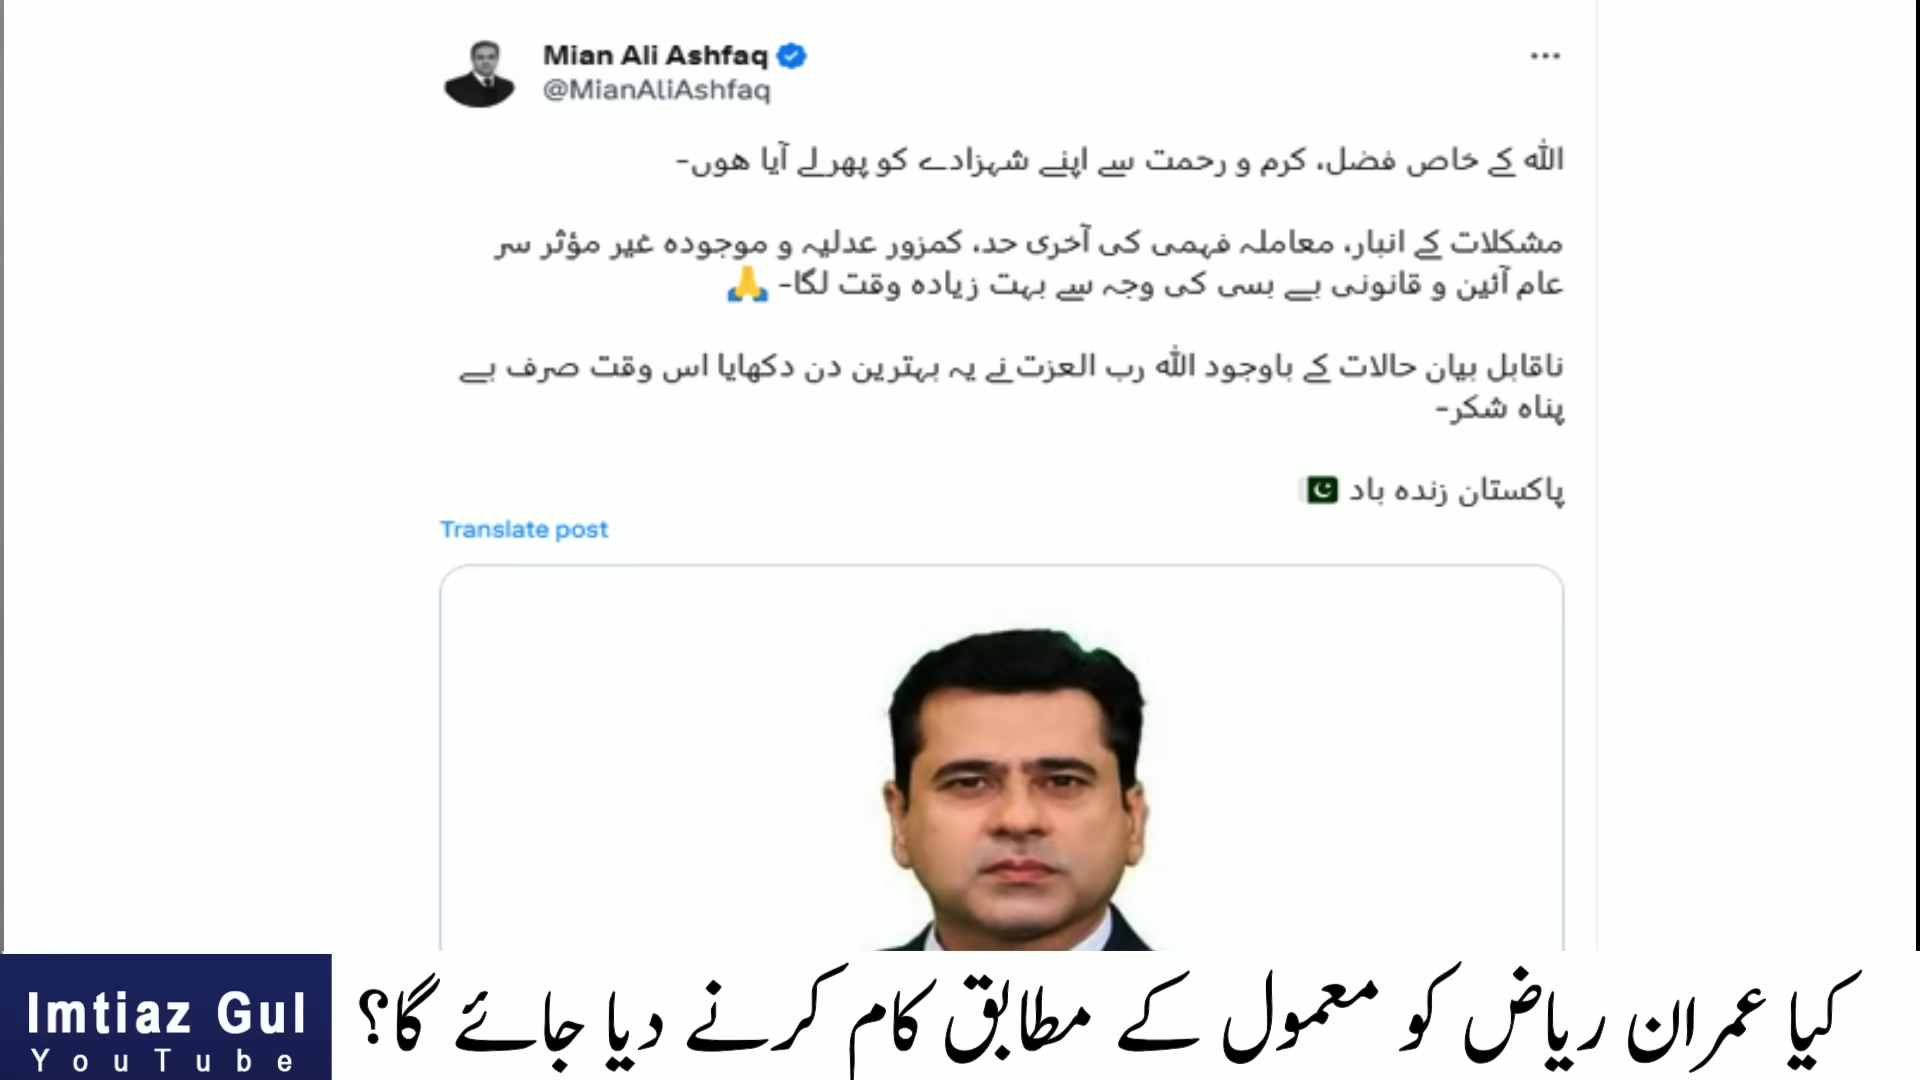 Mian Ali Ashfaq
@MianAliAshfaq
اللہ کے خاص فضل، کرم و رحمت سے اپنے شہزادے کو پھر لے آیا ھوں-
مشکلات کے انبار، معاملہ فہمی کی آخری حد، کمزور عدلیہ و موجودہ غیر مؤثر سر
عام آئین و قانونی بے بسی کی وجہ سے بہت زیادہ وقت لگا- 🙏
ناقابل بیان حالات کے باوجود اللہ رب العزت نے یہ بہترین دن دکھایا اس وقت صرف بے
پناہ شکر-
پاکستان زندہ باد 🇵🇰
Translate post
کیا عمران ریاض کو معمول کے مطابق کام کرنے دیا جائے گا؟
Imtiaz Gul
YouTube